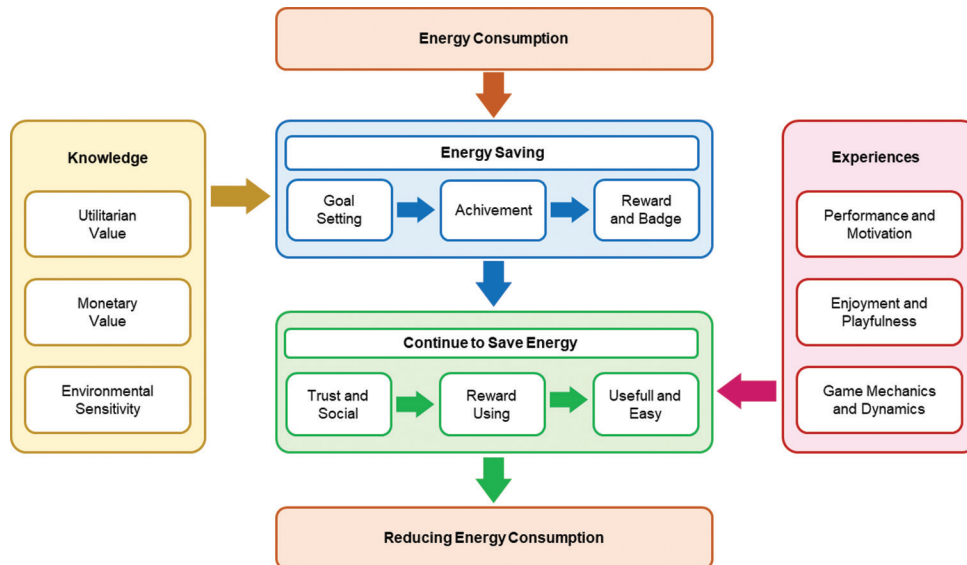 Energy Consumption
Knowledge
Utilitarian
Value
Monetary
Value
Environmental
Sensitivity
Energy Saving
Goal
Setting
Achivement
Reward
and Badge
Continue to Save Energy
Trust and
Social
Reward
Using
Usefull and
Easy
Experiences
Performance and
Motivation
Enjoyment and
Playfulness
Game Mechanics
and Dynamics
Reducing Energy Consumption